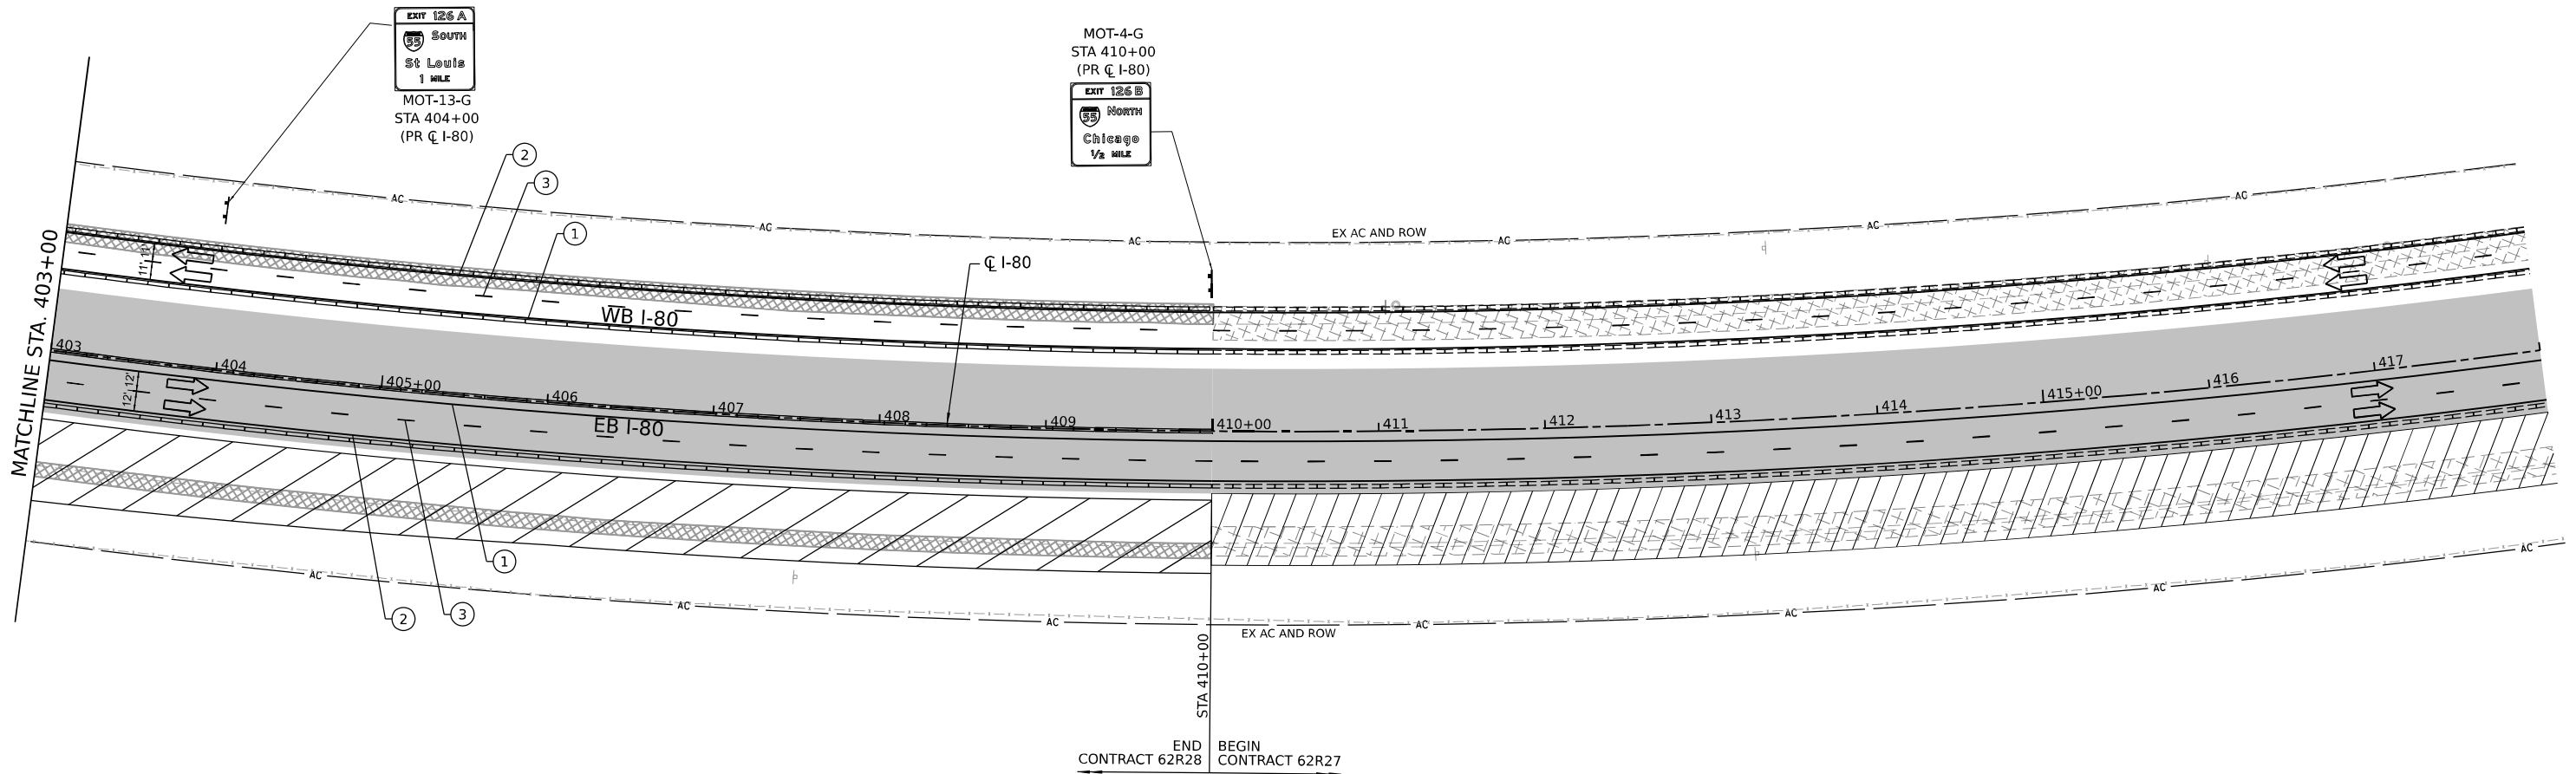 EXIT 126 A
55 SOUTH
St Louis
1 MILE
MOT-13-G
STA 404+00
(PR ℄ I-80)
MOT-4-G
STA 410+00
(PR ℄ I-80)
EXIT 126 B
55 NORTH
Chicago
1/2 MILE
2
3
1
AC
AC
AC
EX AC AND ROW
AC
AC
AC
MATCHLINE STA. 403+00
11' 11'
WB I-80
℄ I-80
12' 12'
403
404
405+00
406
407
408
409
410+00
411
412
413
414
415+00
416
417
EB I-80
1
2
3
AC
AC
AC
EX AC AND ROW
AC
AC
AC
AC
STA 410+00
END
CONTRACT 62R28
BEGIN
CONTRACT 62R27